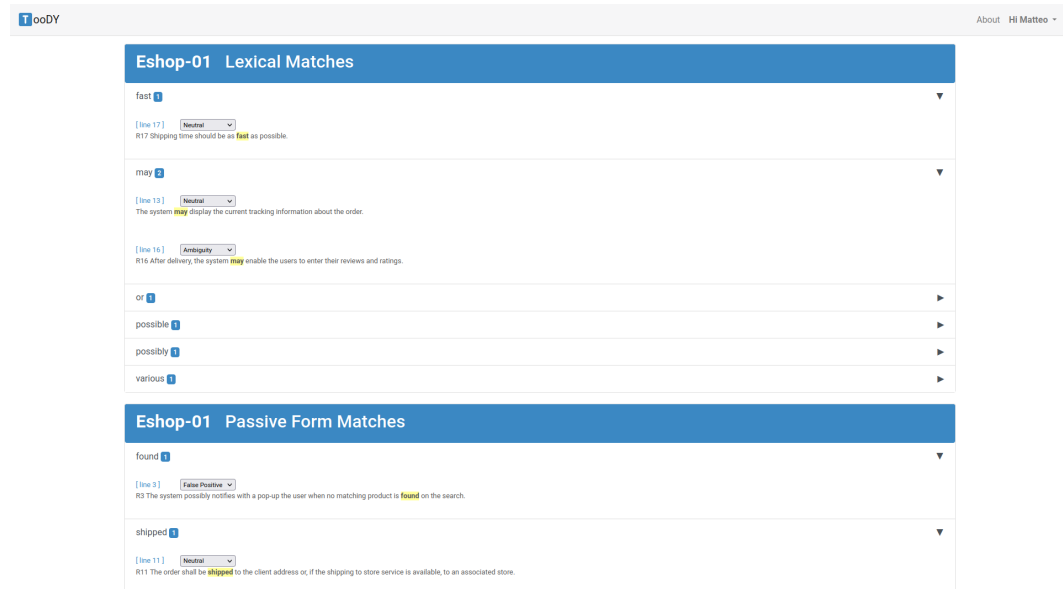 TooDY
About Hi Matteo
Eshop-01 Lexical Matches
fast 1
[ line 17 ] Neutral
R17 Shipping time should be as fast as possible.
may 2
[ line 13 ] Neutral
The system may display the current tracking information about the order.
[ line 16 ] Ambiguity
R16 After delivery, the system may enable the users to enter their reviews and ratings.
or 1
possible 1
possibly 1
various 1
Eshop-01 Passive Form Matches
found 1
[ line 3 ] False Positive
R3 The system possibly notifies with a pop-up the user when no matching product is found on the search.
shipped 1
[ line 11 ] Neutral
R11 The order shall be shipped to the client address or, if the shipping to store service is available, to an associated store.